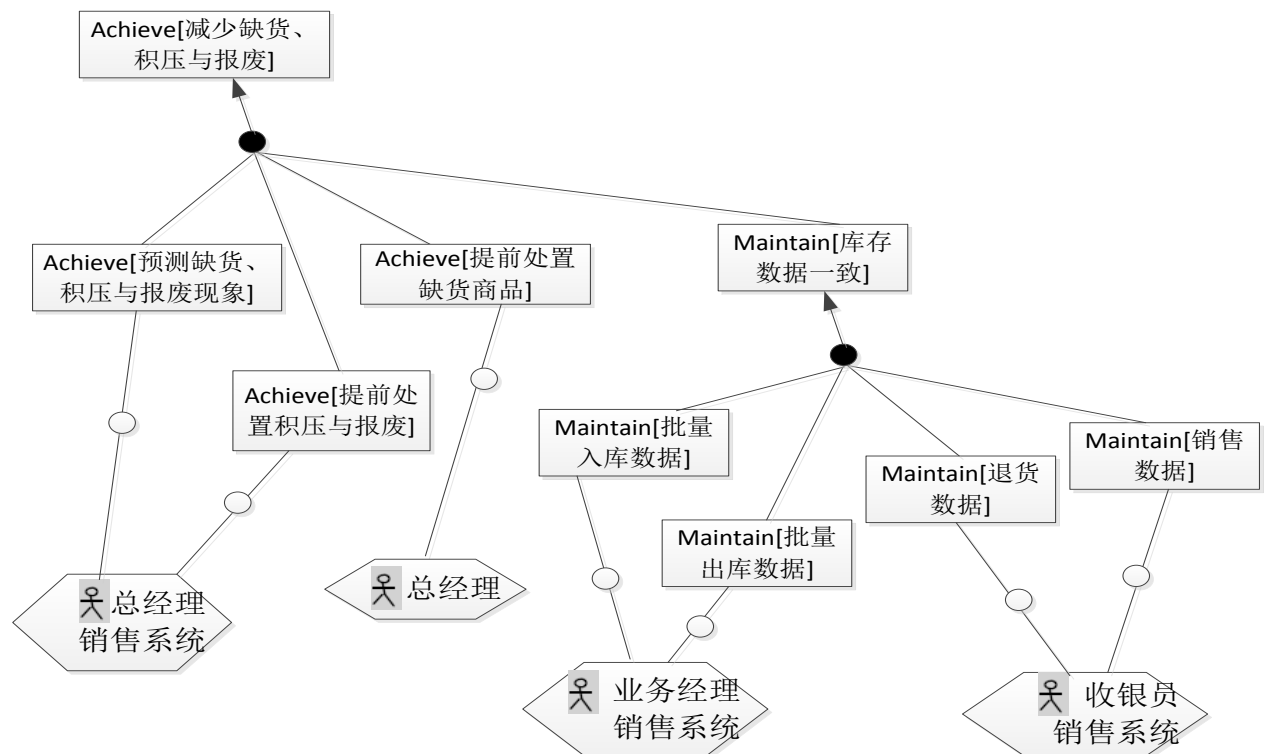 Achieve[减少缺货、
积压与报废]
Achieve[预测缺货、
积压与报废现象]
Achieve[提前处置
缺货商品]
Maintain[库存
数据一致]
Achieve[提前处
置积压与报废]
Maintain[批量
入库数据]
Maintain[批量
出库数据]
Maintain[退货
数据]
Maintain[销售
数据]
总经理
销售系统
总经理
业务经理
销售系统
收银员
销售系统